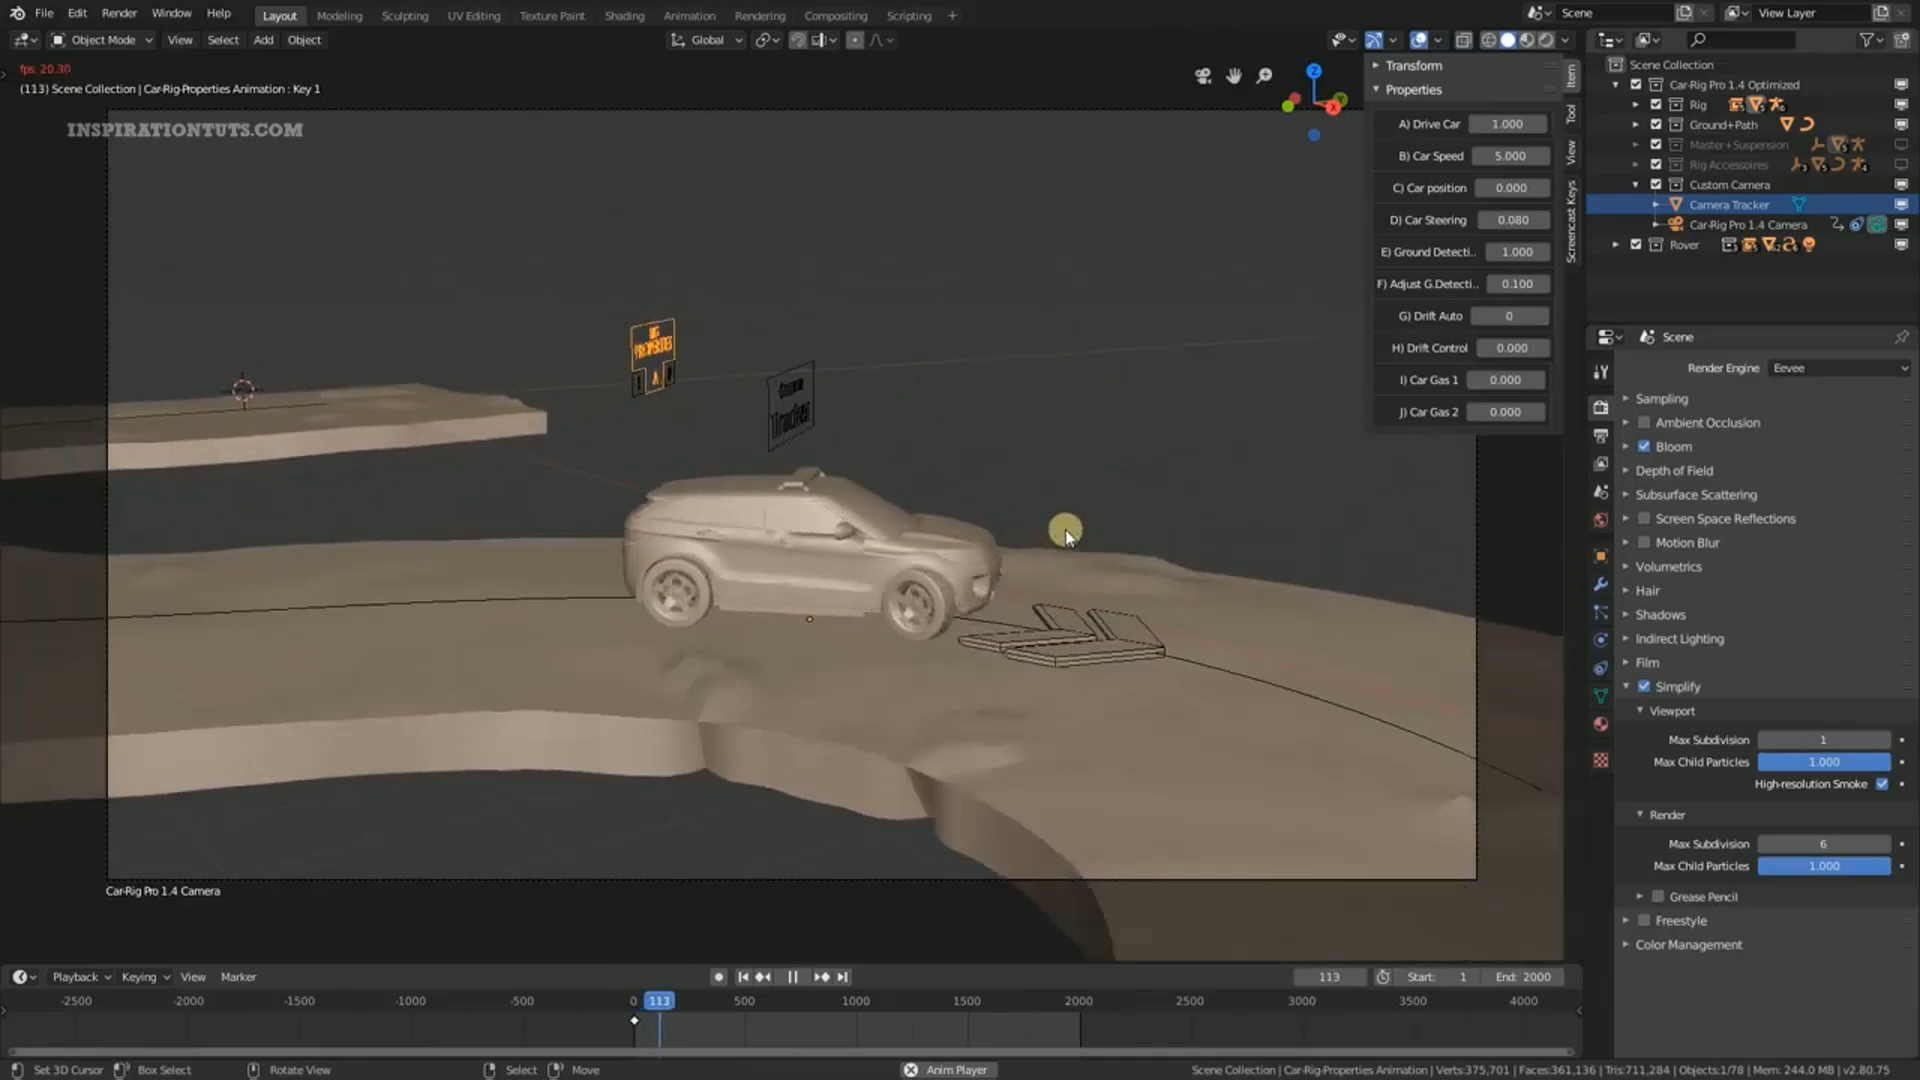 File Edit Render Window Help Layout Modeling Sculpting UV Editing Texture Paint Shading Animation Rendering Compositing Scripting + Scene View Layer
Object Mode View Select Add Object Global
fps: 20.30
(113) Scene Collection | Car-Rig-Properties Animation : Key 1
INSPIRATIONTUTS.COM
Z
X
Y
RIG
PROPERTIES
Tracker
Transform
Properties
A) Drive Car 1.000
B) Car Speed 5.000
C) Car position 0.000
D) Car Steering 0.080
E) Ground Detecti.. 1.000
F) Adjust G.Detecti.. 0.100
G) Drift Auto 0
H) Drift Control 0.000
I) Car Gas 1 0.000
J) Car Gas 2 0.000
Item
Tool
View
Screencast Keys
Scene Collection
Car-Rig Pro 1.4 Optimized
Rig
Ground+Path
Master+Suspension
Rig Accessoires
Custom Camera
Camera Tracker
Car-Rig Pro 1.4 Camera
Rover
Scene
Render Engine Eevee
Sampling
Ambient Occlusion
Bloom
Depth of Field
Subsurface Scattering
Screen Space Reflections
Motion Blur
Volumetrics
Hair
Shadows
Indirect Lighting
Film
Simplify
Viewport
Max Subdivision 1
Max Child Particles 1.000
High-resolution Smoke
Render
Max Subdivision 6
Max Child Particles 1.000
Grease Pencil
Freestyle
Color Management
Car-Rig Pro 1.4 Camera
Playback Keying View Marker 113 Start: 1 End: 2000
-2500 -2000 -1500 -1000 -500 0 113 500 1000 1500 2000 2500 3000 3500 4000
Set 3D Cursor Box Select Rotate View Select Move Anim Player Scene Collection | Car-Rig-Properties Animation | Verts:375,701 | Faces:361,136 | Tris:711,284 | Objects:1/78 | Mem: 244.0 MB | v2.80.75